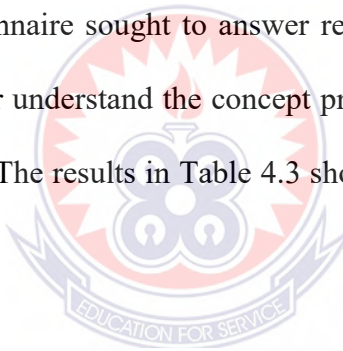 nnaire sought to answer re
r understand the concept pr
The results in Table 4.3 sho
EDUCATION FOR SERVICE